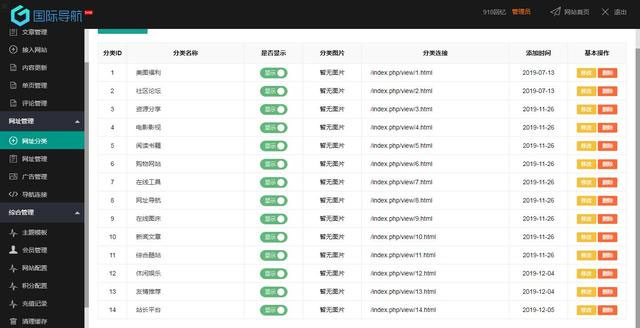 国际导航
918回忆 管理员 网站首页 退出
文章管理
接入网站
内容更新
单页管理
评论管理
网址管理
网址分类
网址管理
广告管理
导航连接
综合管理
主题模板
会员管理
网站配置
积分配置
充值记录
清理缓存
分类ID 分类名称 是否显示 分类图片 分类连接 添加时间 基本操作
1 美图福利 显示 暂无图片 /index.php/view/1.html 2019-07-13 修改 删除
2 社区论坛 显示 暂无图片 /index.php/view/2.html 2019-07-13 修改 删除
3 资源分享 显示 暂无图片 /index.php/view/3.html 2019-11-26 修改 删除
4 电影影视 显示 暂无图片 /index.php/view/4.html 2019-11-26 修改 删除
5 阅读书籍 显示 暂无图片 /index.php/view/5.html 2019-11-26 修改 删除
6 购物网站 显示 暂无图片 /index.php/view/6.html 2019-11-26 修改 删除
7 在线工具 显示 暂无图片 /index.php/view/7.html 2019-11-26 修改 删除
8 网址导航 显示 暂无图片 /index.php/view/8.html 2019-11-26 修改 删除
9 在线图床 显示 暂无图片 /index.php/view/9.html 2019-11-26 修改 删除
10 新闻文章 显示 暂无图片 /index.php/view/10.html 2019-11-26 修改 删除
11 综合酷站 显示 暂无图片 /index.php/view/11.html 2019-11-26 修改 删除
12 休闲娱乐 显示 暂无图片 /index.php/view/12.html 2019-12-04 修改 删除
13 友情推荐 显示 暂无图片 /index.php/view/13.html 2019-12-04 修改 删除
14 站长平台 显示 暂无图片 /index.php/view/14.html 2019-12-05 修改 删除